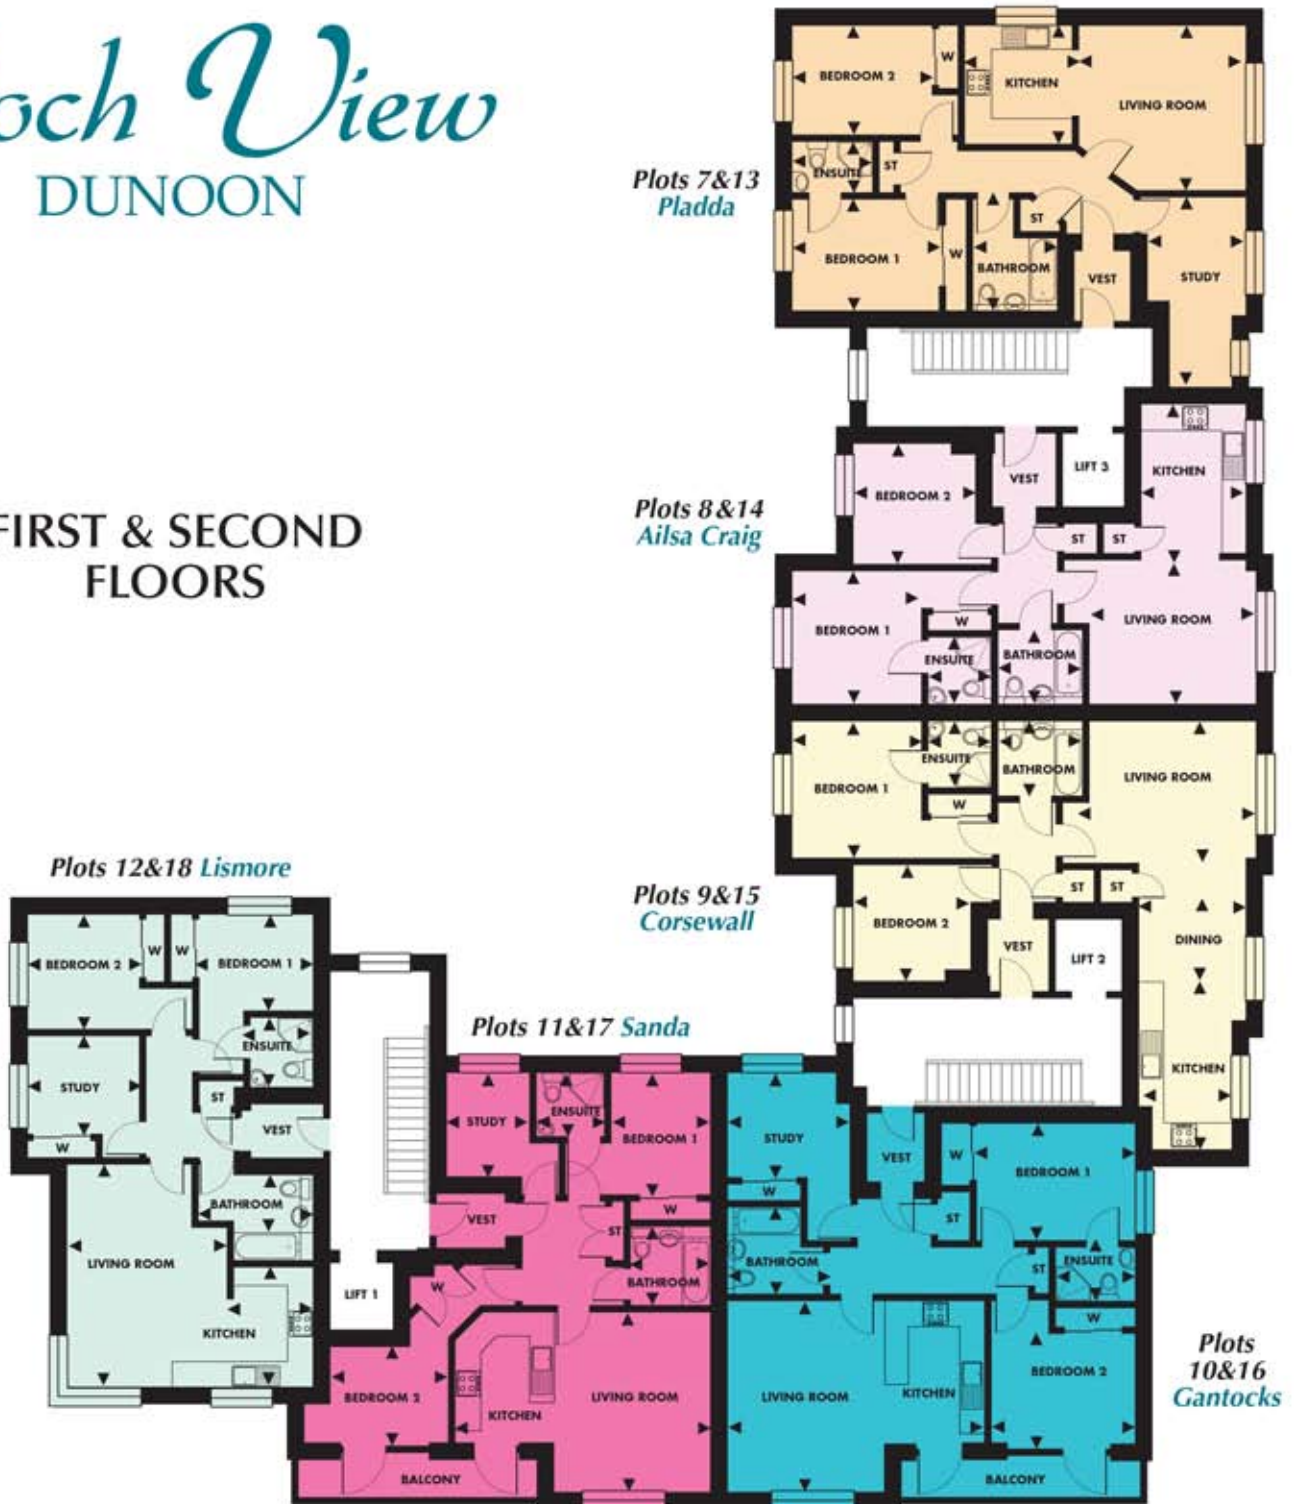 och View
DUNOON
FIRST & SECOND
FLOORS
Plots 7&13
Pladda
BEDROOM 2
W
KITCHEN
LIVING ROOM
ENSUITE
ST
ST
BEDROOM 1
W
BATHROOM
VEST
STUDY
Plots 8&14
Ailsa Craig
BEDROOM 2
VEST
LIFT 3
KITCHEN
ST
ST
BEDROOM 1
W
ENSUITE
BATHROOM
LIVING ROOM
Plots 9&15
Corsewall
BEDROOM 1
ENSUITE
BATHROOM
LIVING ROOM
W
ST
ST
BEDROOM 2
VEST
LIFT 2
DINING
KITCHEN
Plots 12&18 Lismore
BEDROOM 2
W
W
BEDROOM 1
ENSUITE
STUDY
ST
VEST
W
BATHROOM
LIVING ROOM
KITCHEN
LIFT 1
Plots 11&17 Sanda
STUDY
ENSUITE
BEDROOM 1
W
VEST
ST
BATHROOM
W
BEDROOM 2
KITCHEN
LIVING ROOM
BALCONY
Plots
10&16
Gantocks
STUDY
W
VEST
W
BEDROOM 1
ST
BATHROOM
ST
ENSUITE
W
LIVING ROOM
KITCHEN
BEDROOM 2
BALCONY